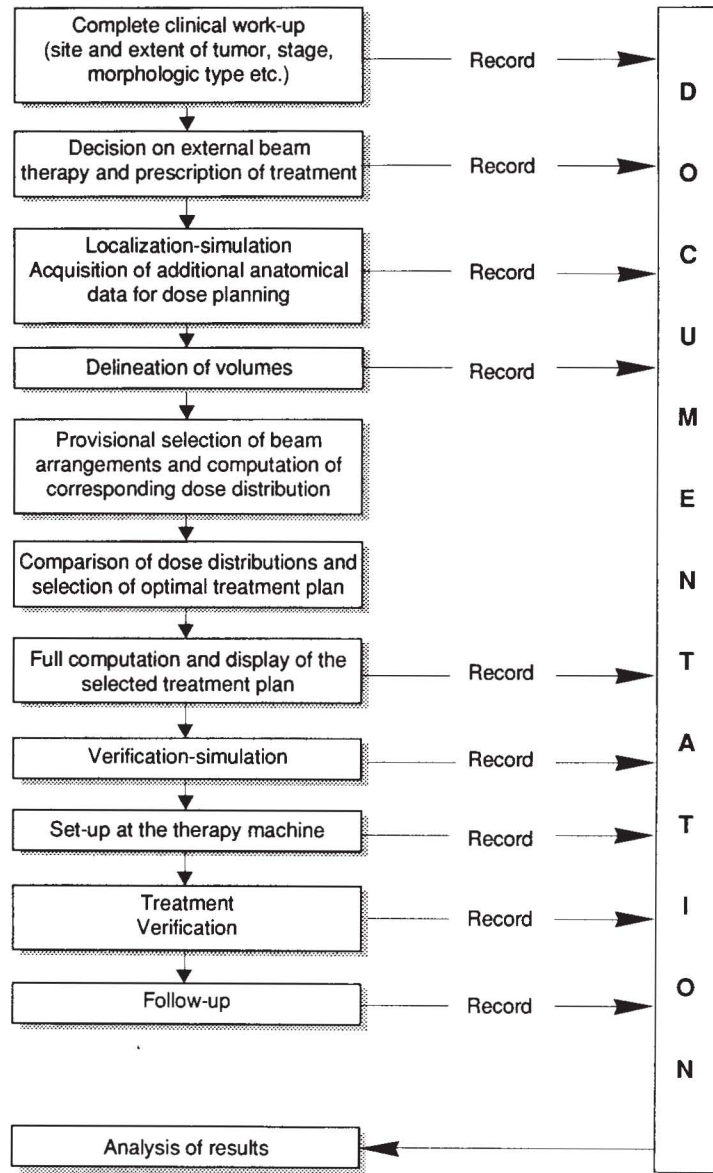 Complete clinical work-up
(site and extent of tumor, stage,
morphologic type etc.)
Record
Decision on external beam
therapy and prescription of treatment
Record
Localization-simulation
Acquisition of additional anatomical
data for dose planning
Record
Delineation of volumes
Record
Provisional selection of beam
arrangements and computation of
corresponding dose distribution
Comparison of dose distributions and
selection of optimal treatment plan
Full computation and display of the
selected treatment plan
Record
Verification-simulation
Record
Set-up at the therapy machine
Record
Treatment
Verification
Record
Follow-up
Record
Analysis of results
D
O
C
U
M
E
N
T
A
T
I
O
N